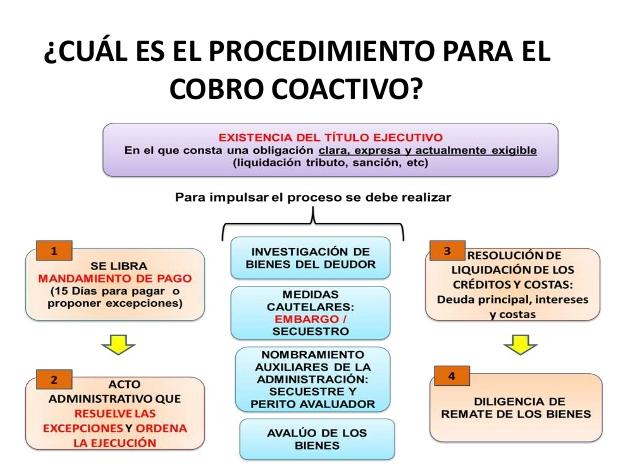 ¿CUÁL ES EL PROCEDIMIENTO PARA EL
COBRO COACTIVO?
EXISTENCIA DEL TÍTULO EJECUTIVO
En el que consta una obligación clara, expresa y actualmente exigible
(liquidación tributo, sanción, etc)
Para impulsar el proceso se debe realizar
1
SE LIBRA
MANDAMIENTO DE PAGO
(15 Días para pagar o
proponer excepciones)
2
ACTO
ADMINISTRATIVO QUE
RESUELVE LAS
EXCEPCIONES Y ORDENA
LA EJECUCIÓN
INVESTIGACIÓN DE
BIENES DEL DEUDOR
MEDIDAS
CAUTELARES:
EMBARGO /
SECUESTRO
NOMBRAMIENTO
AUXILIARES DE LA
ADMINISTRACIÓN:
SECUESTRE Y
PERITO AVALUADOR
AVALÚO DE LOS
BIENES
3
RESOLUCIÓN DE
LIQUIDACIÓN DE LOS
CRÉDITOS Y COSTAS:
Deuda principal, intereses
y costas
4
DILIGENCIA DE
REMATE DE LOS BIENES